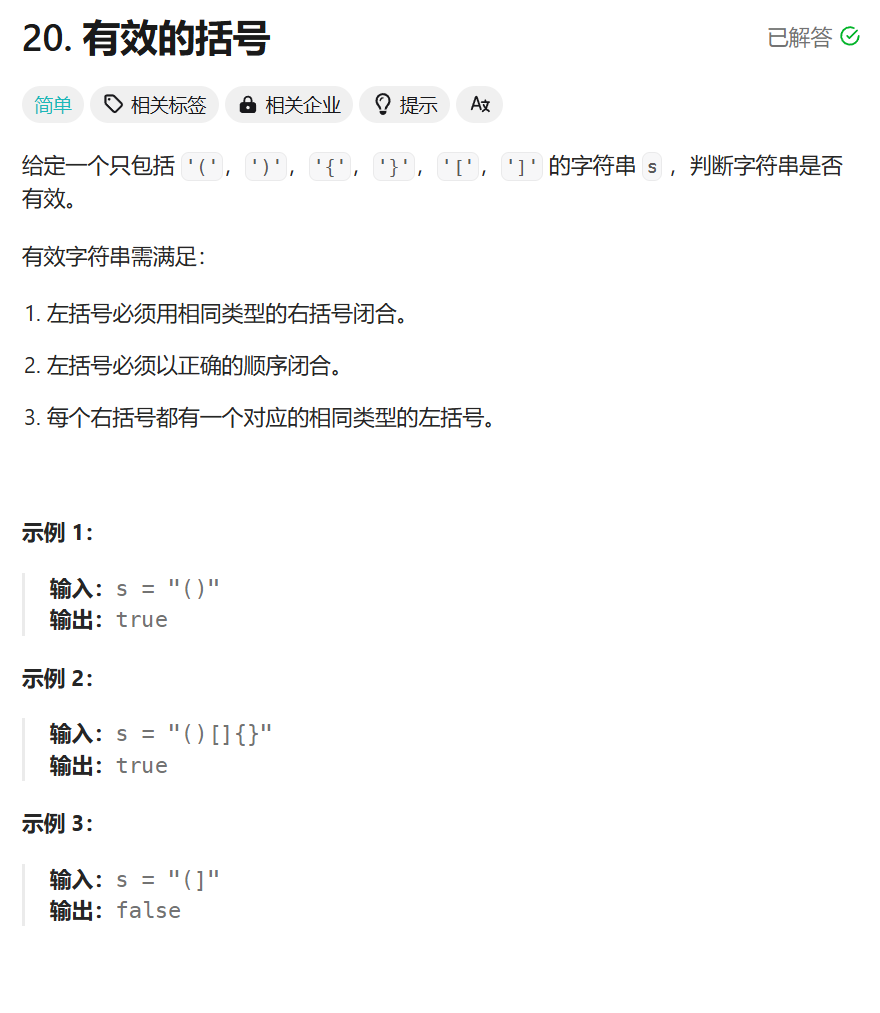 20. 有效的括号
已解答
简单 相关标签 相关企业 提示 Aあ
给定一个只包括 '('，')'，'{'，'}'，'['，']' 的字符串 s ，判断字符串是否
有效。
有效字符串需满足：
1. 左括号必须用相同类型的右括号闭合。
2. 左括号必须以正确的顺序闭合。
3. 每个右括号都有一个对应的相同类型的左括号。
示例 1：
输入：s = "()"
输出：true
示例 2：
输入：s = "()[]{}"
输出：true
示例 3：
输入：s = "(]"
输出：false